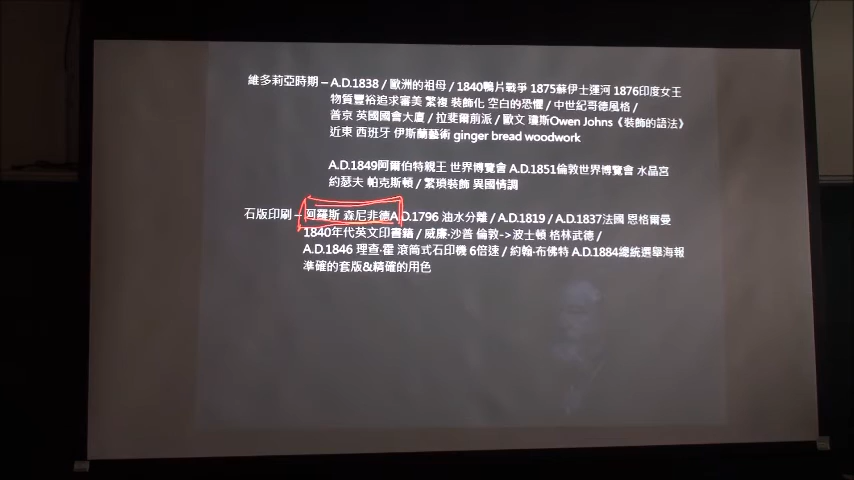 維多利亞時期 – A.D.1838 / 歐洲的祖母 / 1840鴨片戰爭 1875蘇伊士運河 1876印度女王
物質豐裕追求審美 繁複 裝飾化 空白的恐懼 / 中世紀哥德風格 /
普京 英國國會大廈 / 拉斐爾前派 / 歐文 瓊斯Owen Johns《裝飾的語法》
近東 西班牙 伊斯蘭藝術 ginger bread woodwork
A.D.1849阿爾伯特親王 世界博覽會 A.D.1851倫敦世界博覽會 水晶宮
約瑟夫 帕克斯頓 / 繁瑣裝飾 異國情調
石版印刷 – 阿羅斯 森尼非德A.D.1796 油水分離 / A.D.1819 / A.D.1837法國 恩格爾曼
1840年代英文印書籍 / 威廉·沙普 倫敦->波士頓 格林武德 /
A.D.1846 理查·霍 滾筒式石印機 6倍速 / 約翰·布佛特 A.D.1884總統選舉海報
準確的套版&精確的用色